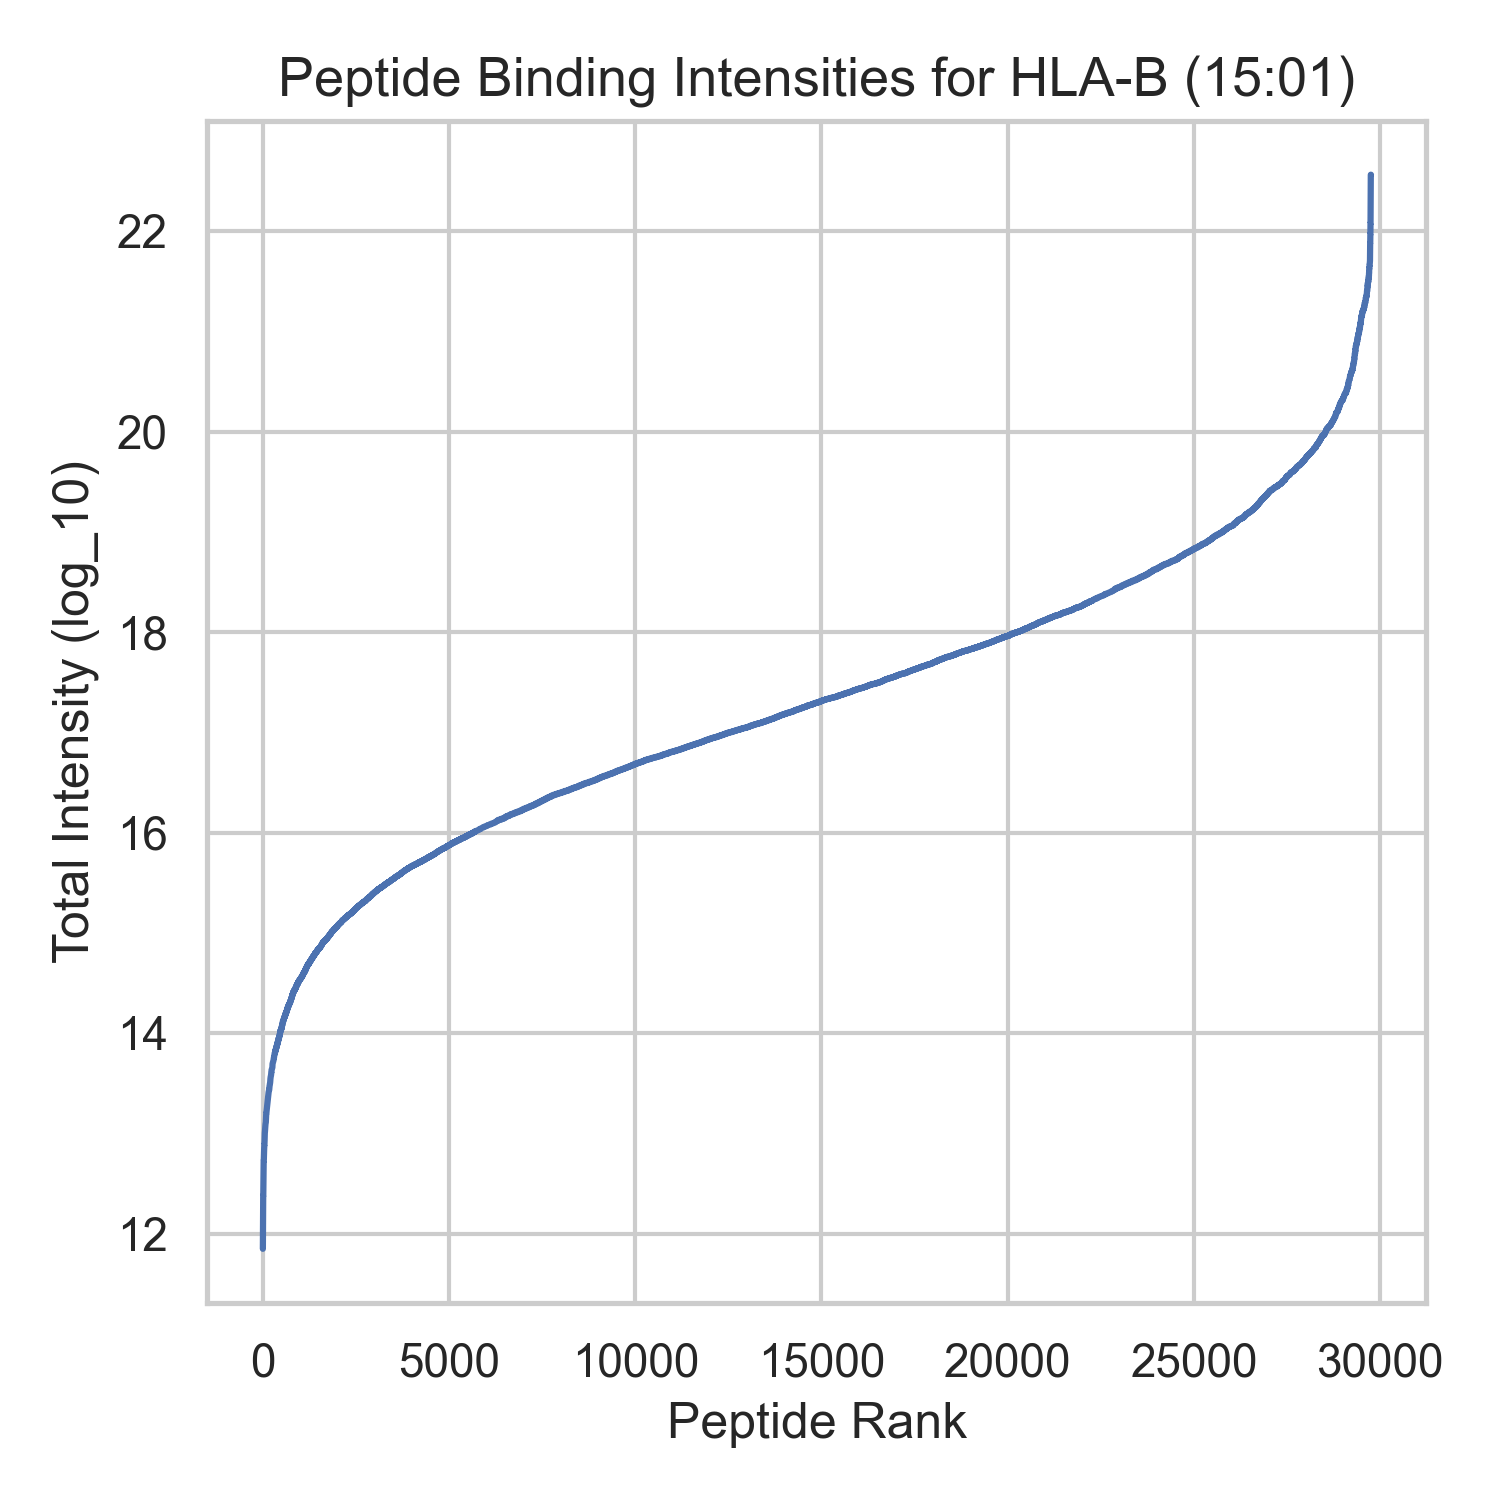 Peptide Binding Intensities for HLA-B (15:01)
Total Intensity (log_10)
22
20
18
16
14
12
0 5000 10000 15000 20000 25000 30000
Peptide Rank